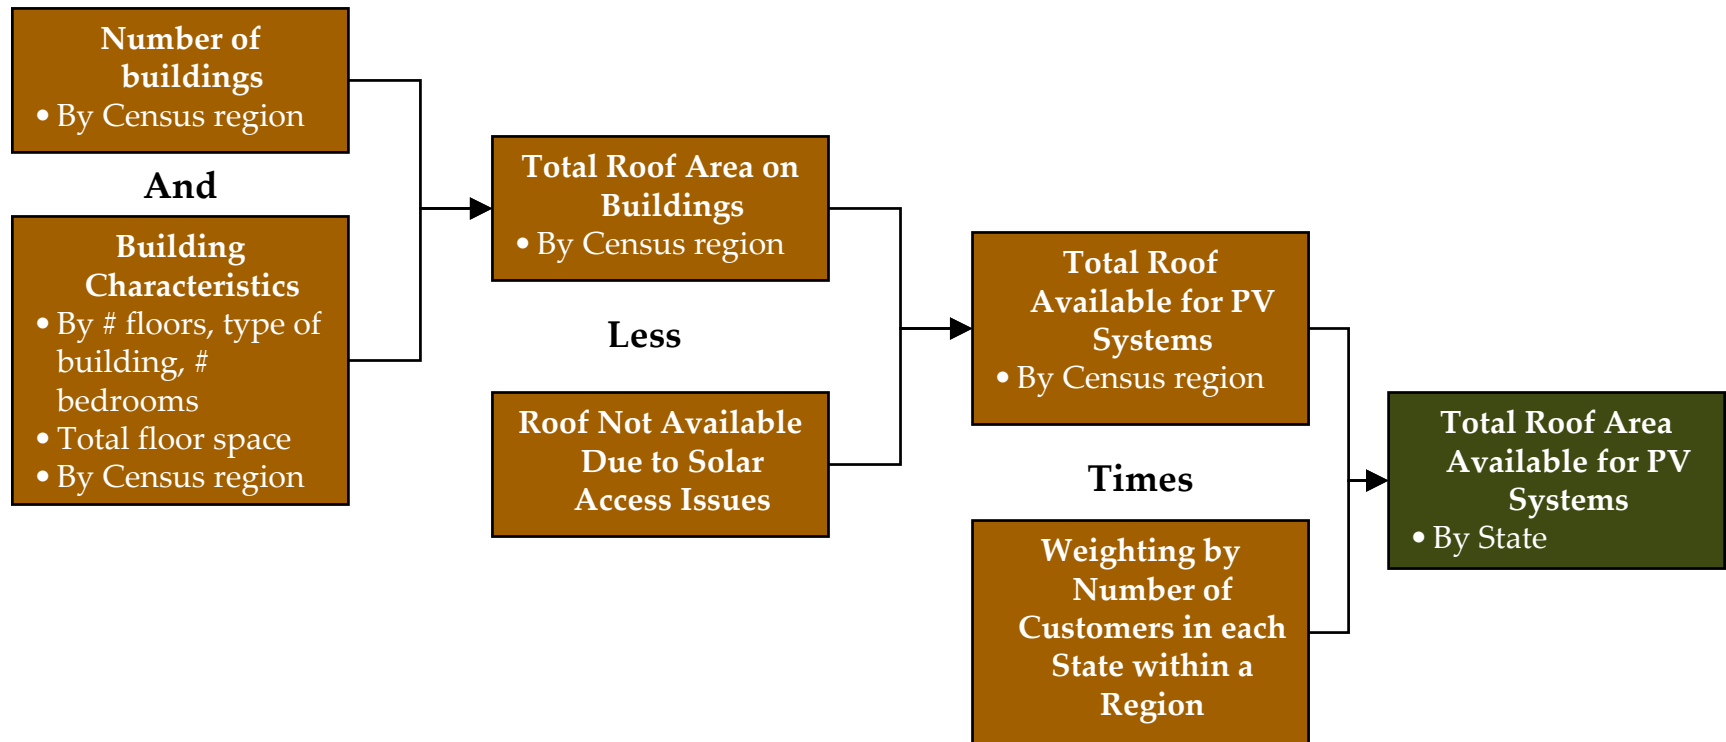 Number of
buildings
• By Census region
And
Building
Characteristics
• By # floors, type of
building, #
bedrooms
• Total floor space
• By Census region
Total Roof Area on
Buildings
• By Census region
Less
Roof Not Available
Due to Solar
Access Issues
Total Roof
Available for PV
Systems
• By Census region
Times
Weighting by
Number of
Customers in each
State within a
Region
Total Roof Area
Available for PV
Systems
• By State